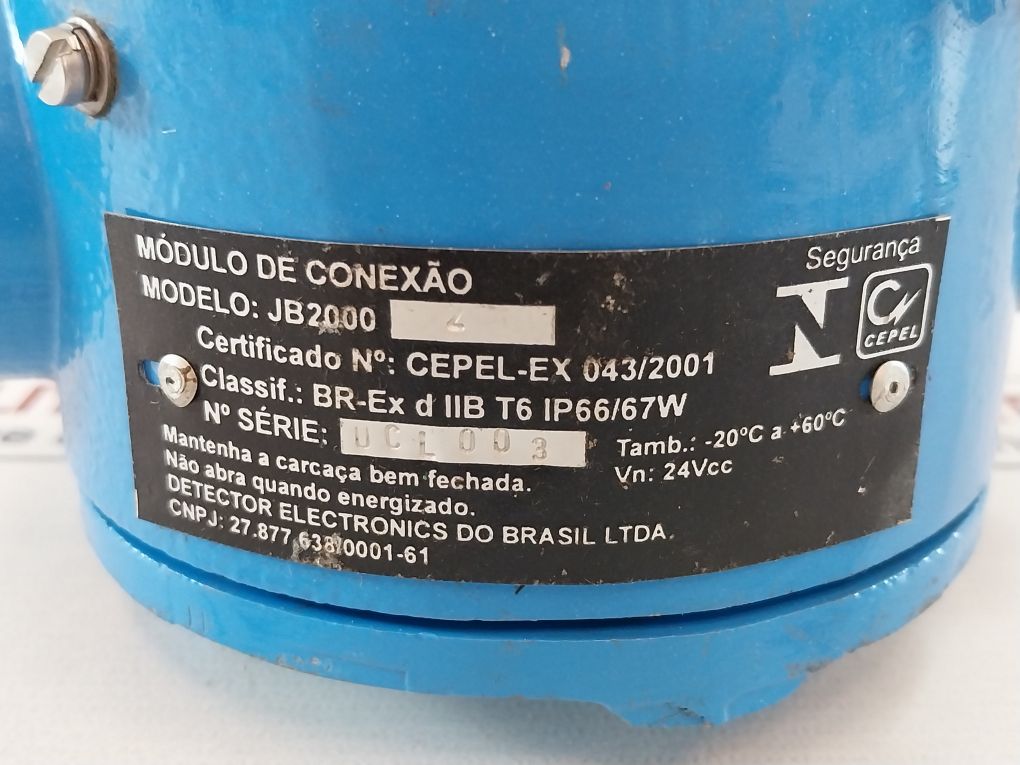 MÓDULO DE CONEXÃO
MODELO: JB2000
Certificado Nº: CEPEL-EX 043/2001
Classif.: BR-Ex d IIB T6 IP66/67W
Nº SÉRIE: UCL003
Mantenha a carcaça bem fechada.
Não abra quando energizado.
DETECTOR ELECTRONICS DO BRASIL LTDA.
CNPJ: 27.877.638/0001-61
Segurança
CEPEL
Tamb.: -20ºC a +60ºC
Vn: 24Vcc